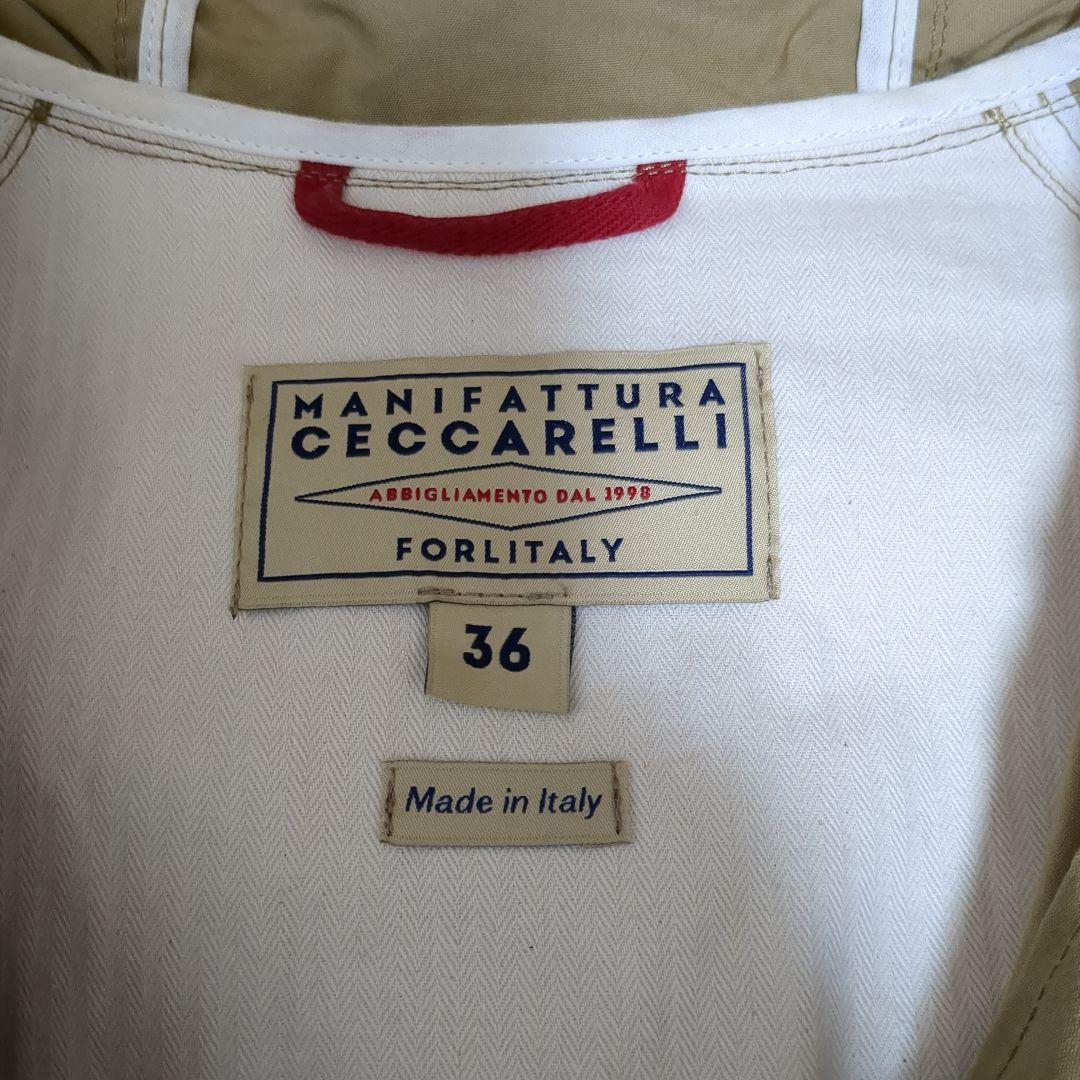 MANIFATTURA
CECCARELLI
ABBIGLIAMENTO DAL 1998
FORLITALY
36
Made in Italy